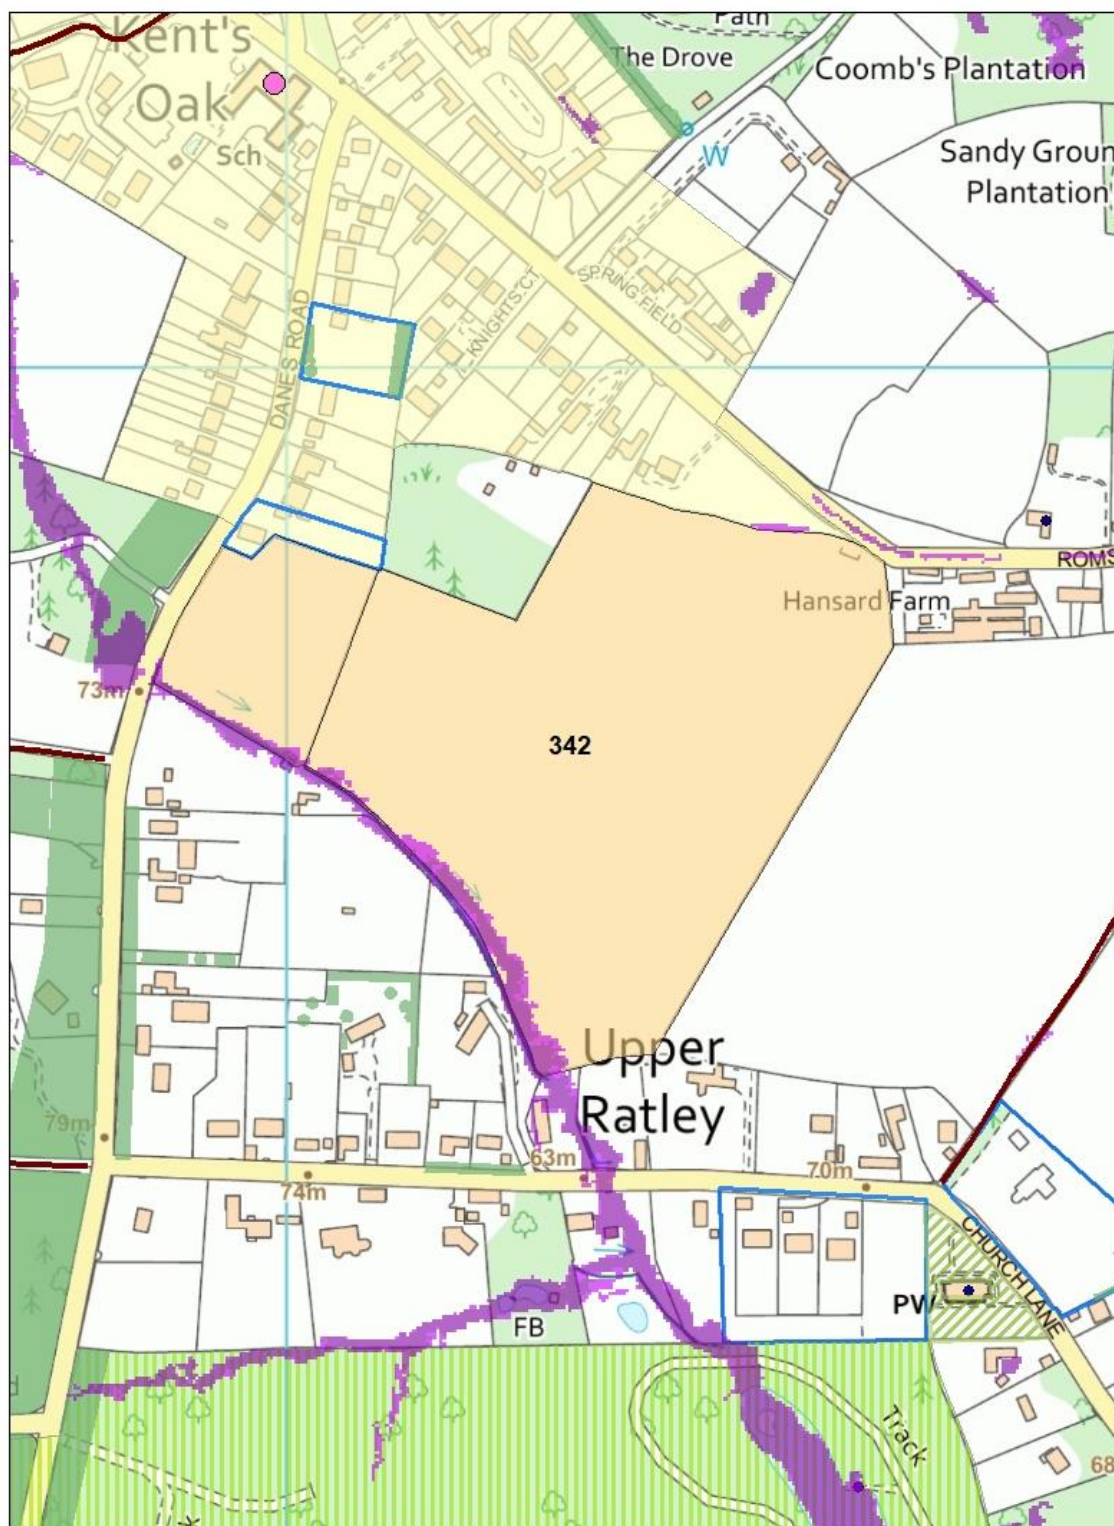 Path
Kent's
Oak
The Drove
Coomb's Plantation
Sch
W
Sandy Groun
Plantation
SPRING FIELD
KNIGHTS CT
DANES ROAD
ROMS
Hansard Farm
73m
342
Upper
Ratley
79m
63m
74m
70m
CHURCH LANE
PW
FB
Track
68